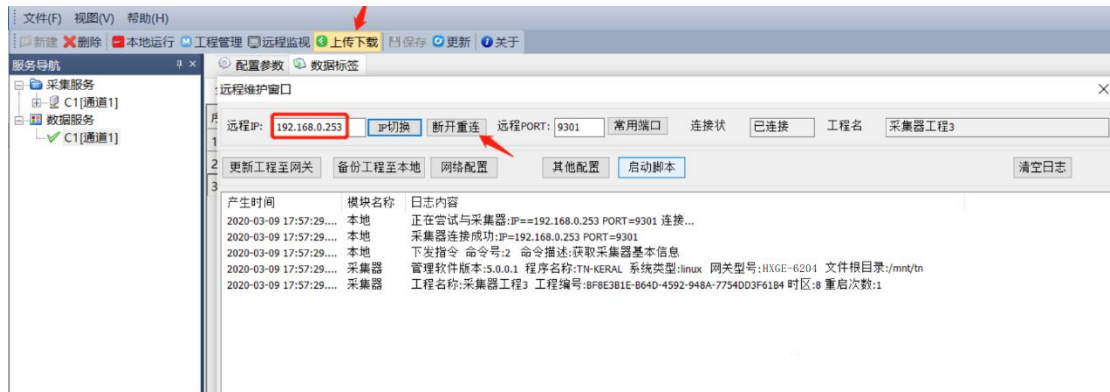 文件(F) 视图(V) 帮助(H)
新建 删除 本地运行 工程管理 远程监视 上传下载 保存 更新 关于
服务导航
配置参数 数据标签
采集服务
C1[通道1]
数据服务
C1[通道1]
远程维护窗口
远程IP: 192.168.0.253 IP切换 断开重连 远程PORT: 9301 常用端口 连接状 已连接 工程名 采集器工程3
1
2
3
更新工程至网关 备份工程至本地 网络配置 其他配置 启动脚本 清空日志
产生时间 模块名称 日志内容
2020-03-09 17:57:29.... 本地 正在尝试与采集器:IP==192.168.0.253 PORT=9301 连接...
2020-03-09 17:57:29.... 本地 采集器连接成功:IP=192.168.0.253 PORT=9301
2020-03-09 17:57:29.... 本地 下发指令 命令号:2 命令描述:获取采集器基本信息
2020-03-09 17:57:29.... 采集器 管理软件版本:5.0.0.1 程序名称:TN-KERAL 系统类型:linux 网关型号:HXGE-6204 文件根目录:/mnt/tn
2020-03-09 17:57:29.... 采集器 工程名称:采集器工程3 工程编号:BF8E3B1E-B64D-4592-948A-7754DD3F61B4 时区:8 重启次数:1